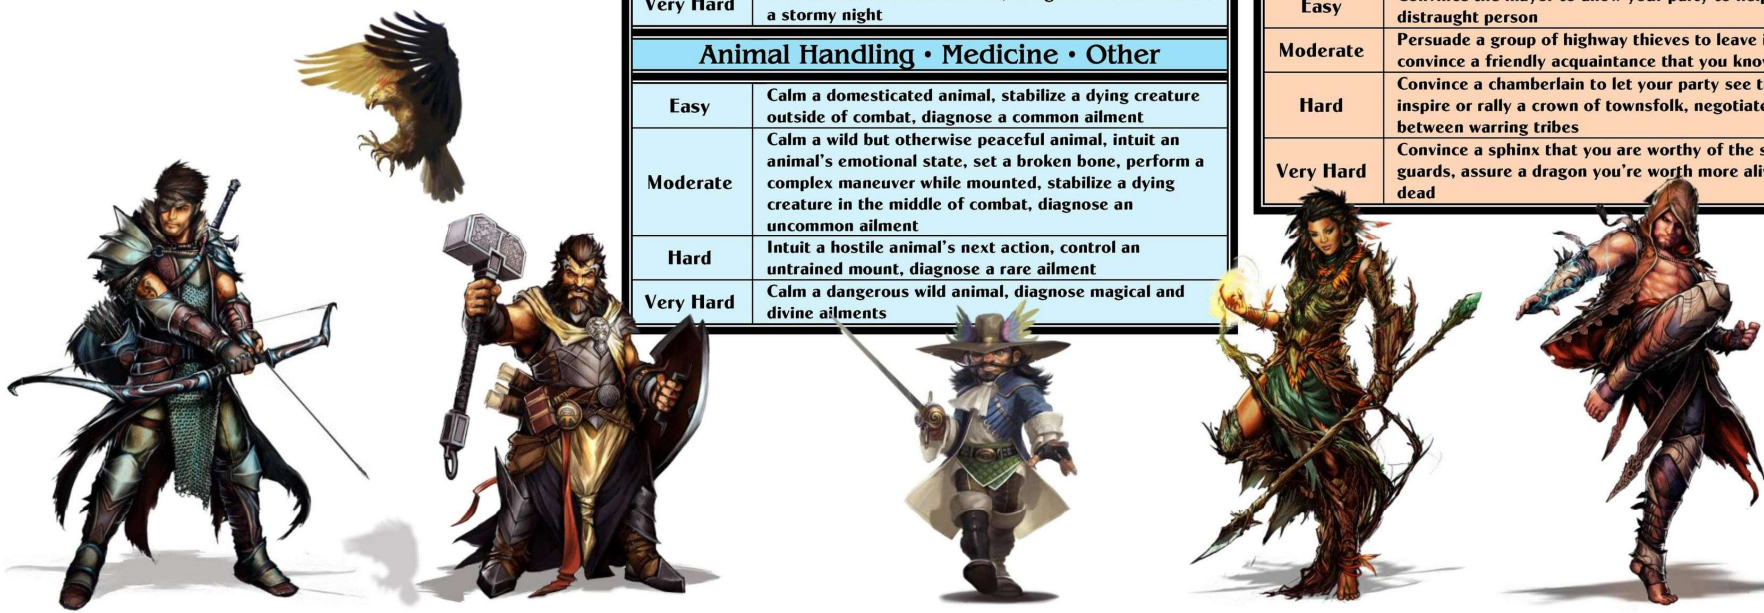 Very Hard
a stormy night
Animal Handling • Medicine • Other
Easy
Calm a domesticated animal, stabilize a dying creature
outside of combat, diagnose a common ailment
Moderate
Calm a wild but otherwise peaceful animal, intuit an
animal's emotional state, set a broken bone, perform a
complex maneuver while mounted, stabilize a dying
creature in the middle of combat, diagnose an
uncommon ailment
Hard
Intuit a hostile animal's next action, control an
untrained mount, diagnose a rare ailment
Very Hard
Calm a dangerous wild animal, diagnose magical and
divine ailments
Easy
distraught person
Moderate
Persuade a group of highway thieves to leave
convince a friendly acquaintance that you
Hard
Convince a chamberlain to let your party see
inspire or rally a crown of townsfolk,
between warring tribes
Very Hard
Convince a sphinx that you are worthy of the
guards, assure a dragon you're worth more
dead